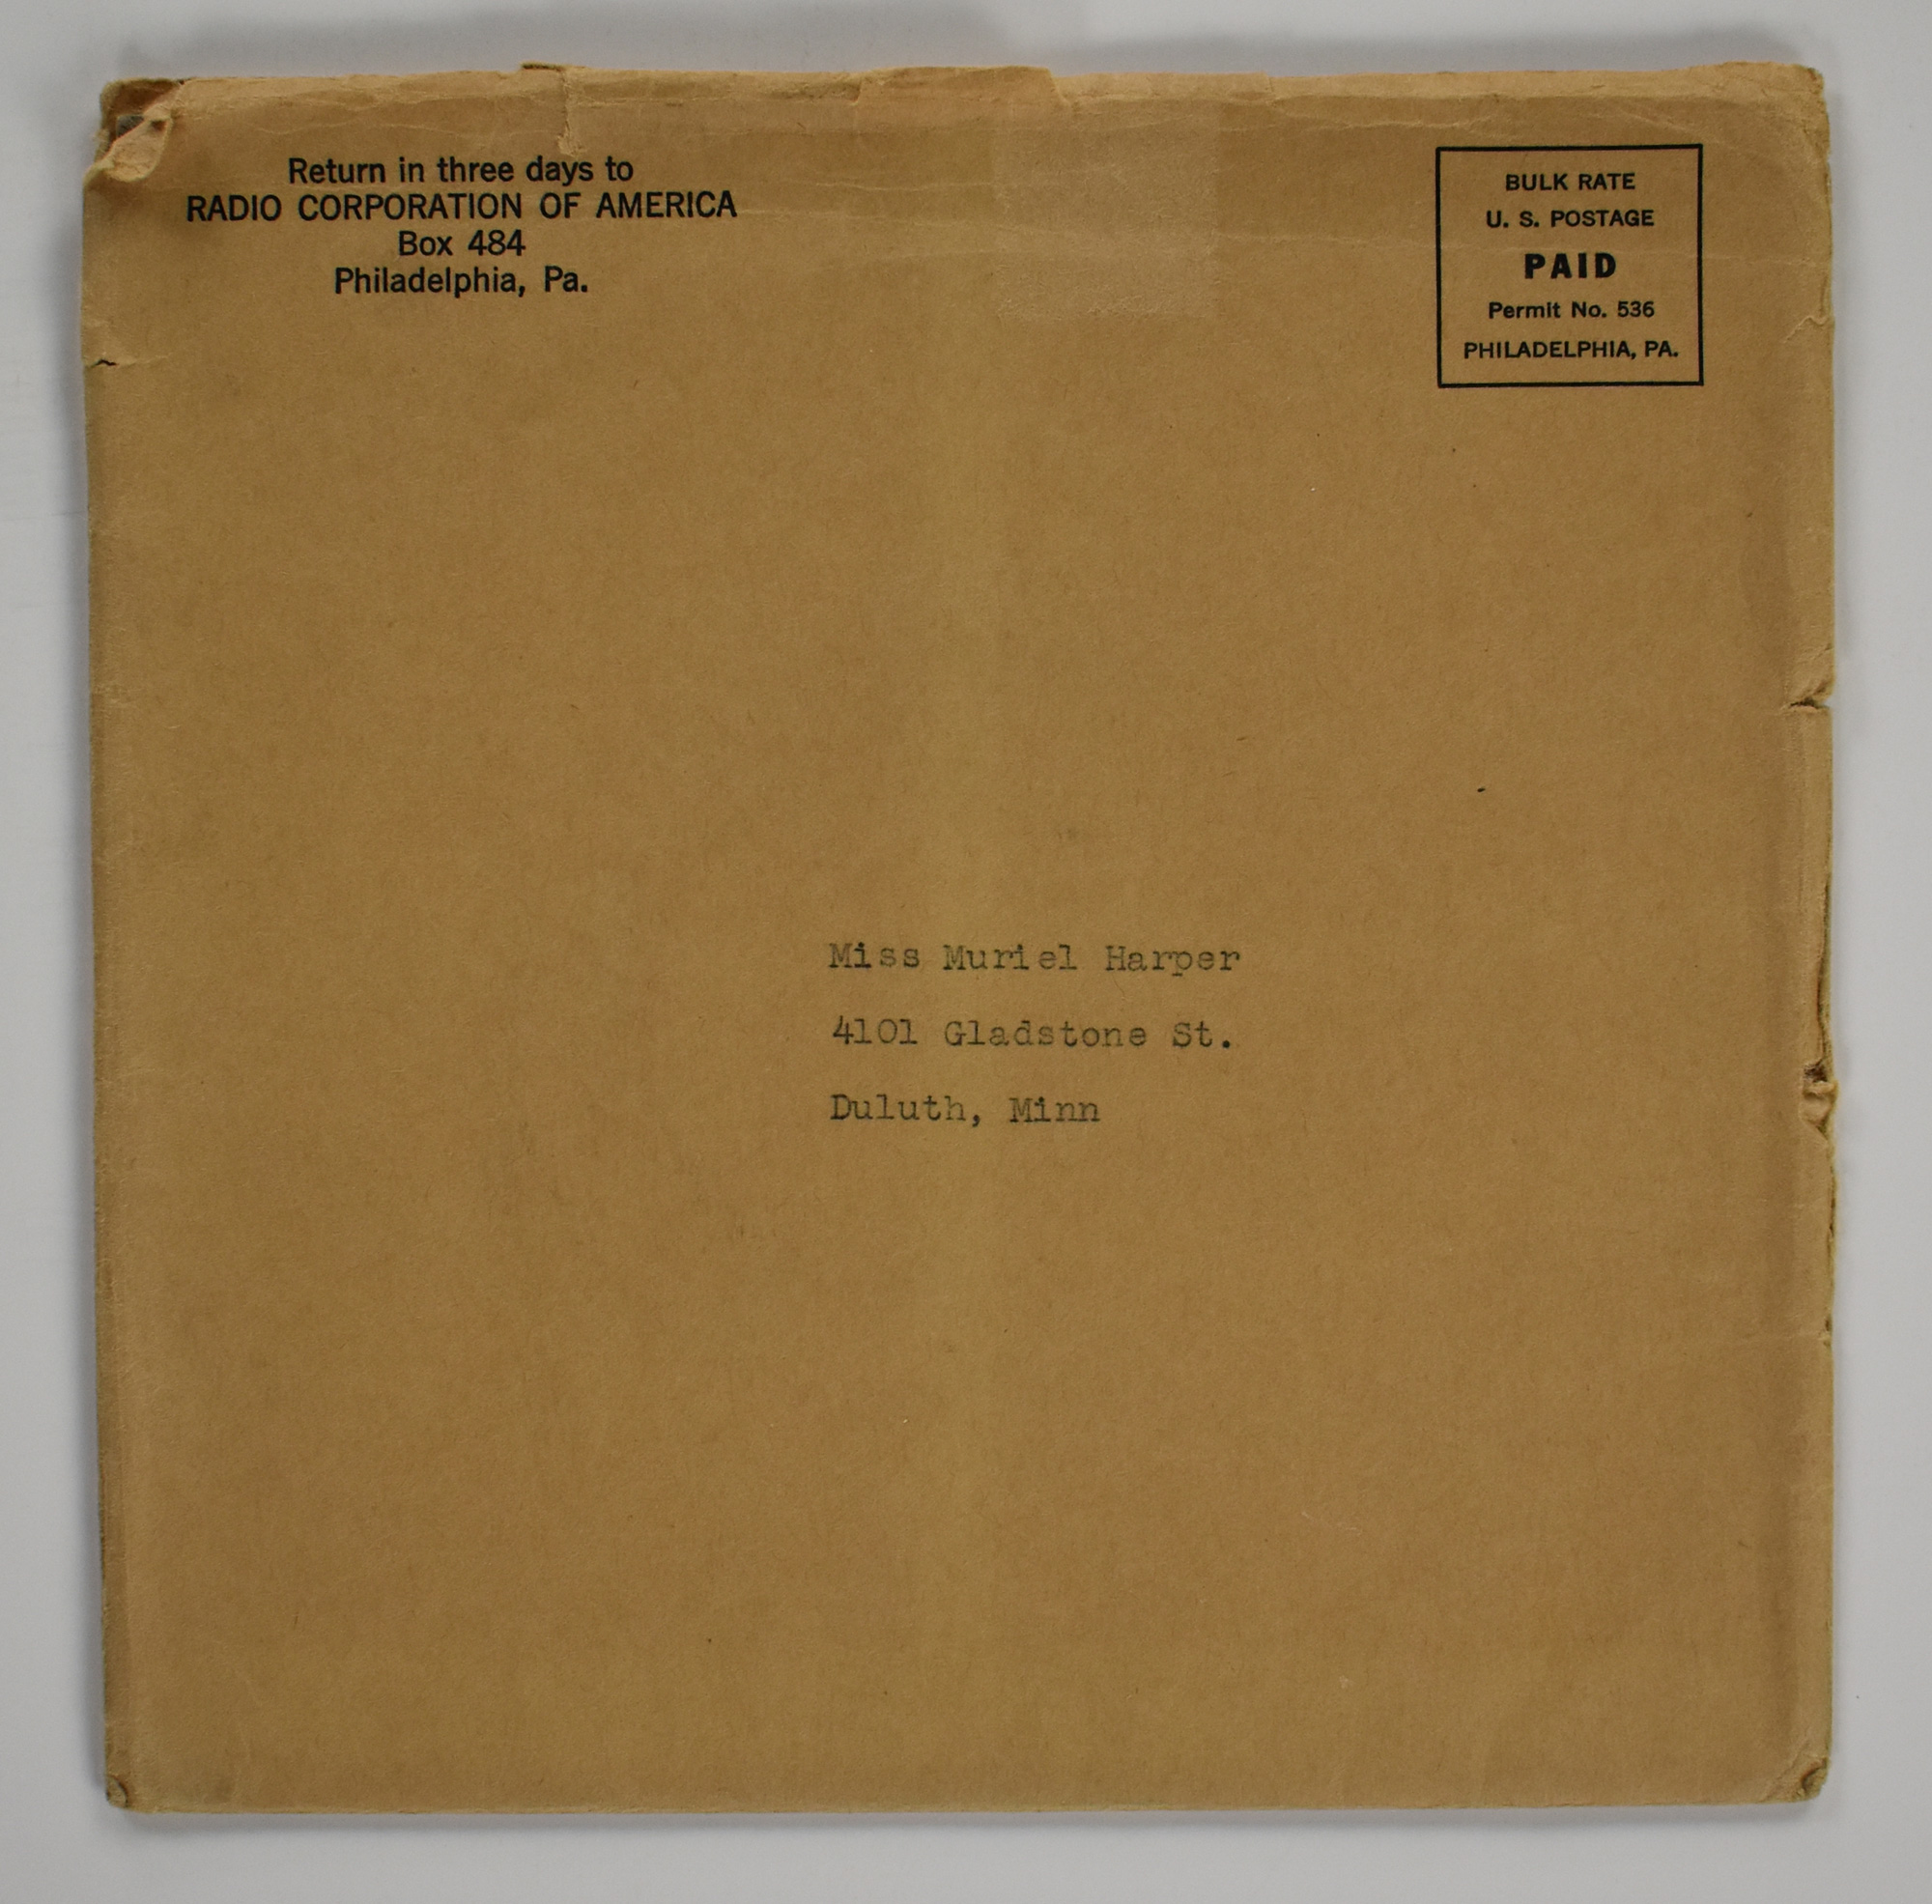 Return in three days to
RADIO CORPORATION OF AMERICA
Box 484
Philadelphia, Pa.
BULK RATE
U. S. POSTAGE
PAID
Permit No. 536
PHILADELPHIA, PA.
Miss Muriel Harper
4101 Gladstone St.
Duluth, Minn